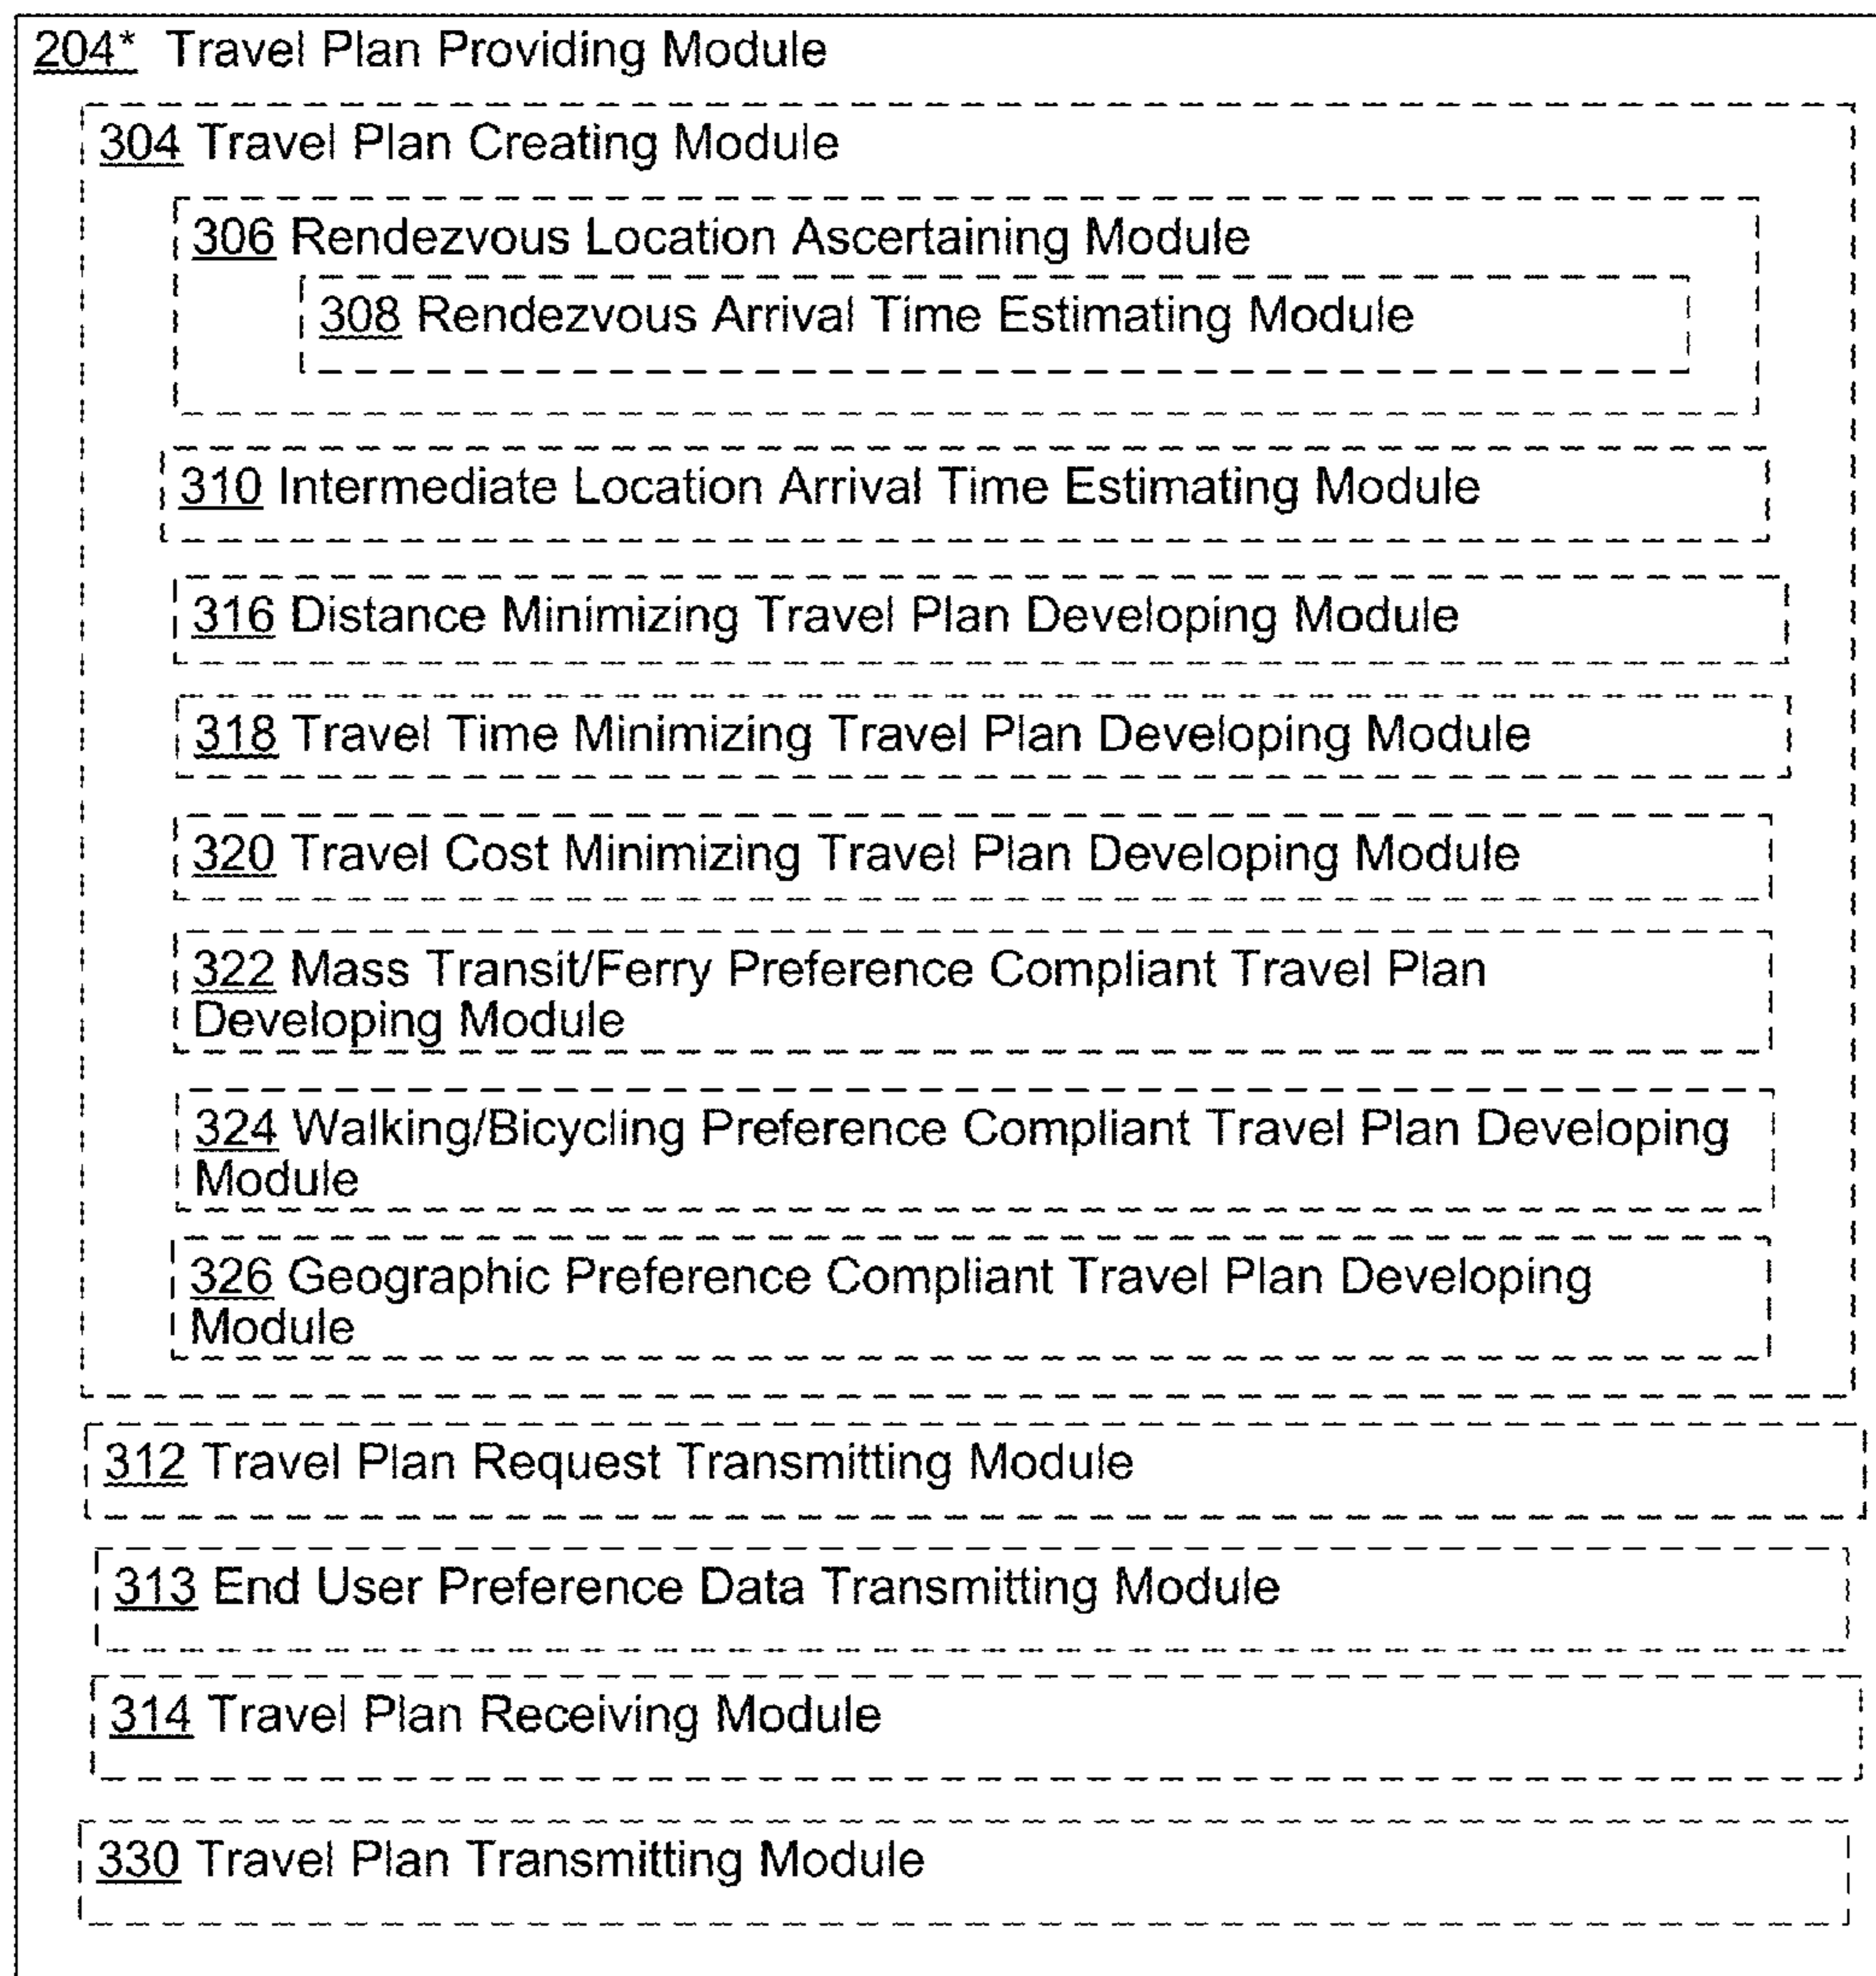 204* Travel Plan Providing Module
304 Travel Plan Creating Module
306 Rendezvous Location Ascertaining Module
308 Rendezvous Arrival Time Estimating Module
310 Intermediate Location Arrival Time Estimating Module
316 Distance Minimizing Travel Plan Developing Module
318 Travel Time Minimizing Travel Plan Developing Module
320 Travel Cost Minimizing Travel Plan Developing Module
322 Mass Transit/Ferry Preference Compliant Travel Plan
Developing Module
324 Walking/Bicycling Preference Compliant Travel Plan Developing
Module
326 Geographic Preference Compliant Travel Plan Developing
Module
312 Travel Plan Request Transmitting Module
313 End User Preference Data Transmitting Module
314 Travel Plan Receiving Module
330 Travel Plan Transmitting Module